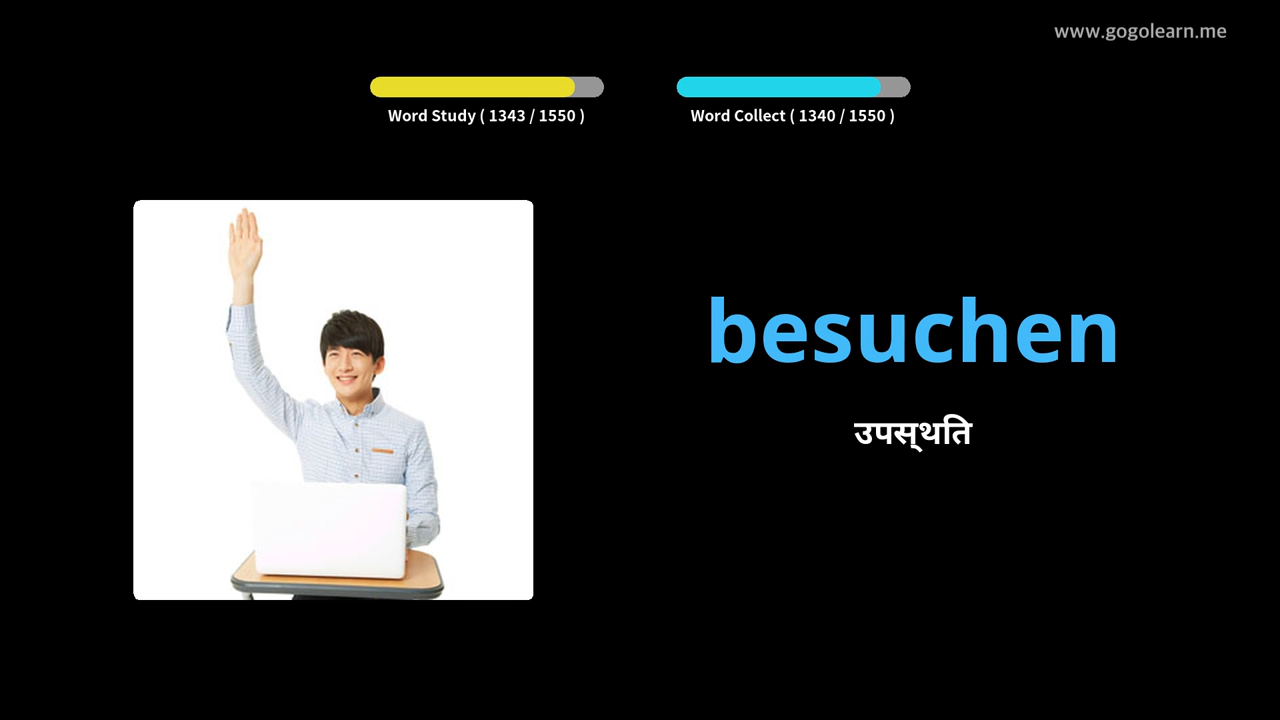 www.gogolearn.me
Word Study ( 1343 / 1550 )
Word Collect ( 1340 / 1550 )
besuchen
उपस्थति